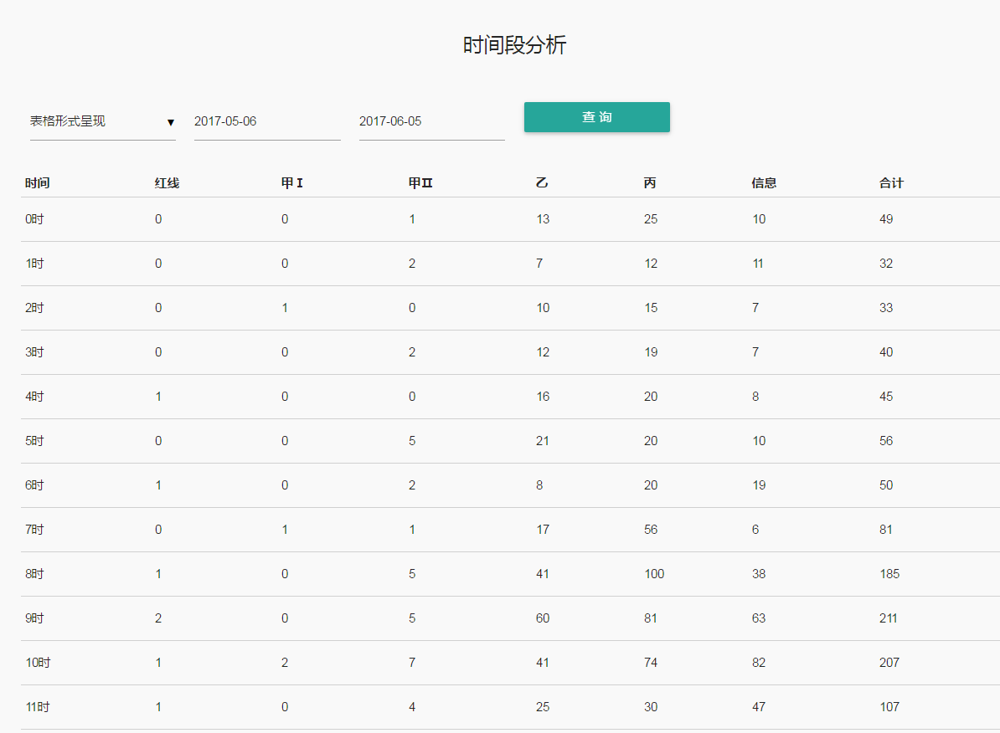 时间段分析
表格形式呈现 ▼ 2017-05-06 2017-06-05 查 询
时间 红线 甲Ⅰ 甲Ⅱ 乙 丙 信息 合计
0时 0 0 1 13 25 10 49
1时 0 0 2 7 12 11 32
2时 0 1 0 10 15 7 33
3时 0 0 2 12 19 7 40
4时 1 0 0 16 20 8 45
5时 0 0 5 21 20 10 56
6时 1 0 2 8 20 19 50
7时 0 1 1 17 56 6 81
8时 1 0 5 41 100 38 185
9时 2 0 5 60 81 63 211
10时 1 2 7 41 74 82 207
11时 1 0 4 25 30 47 107